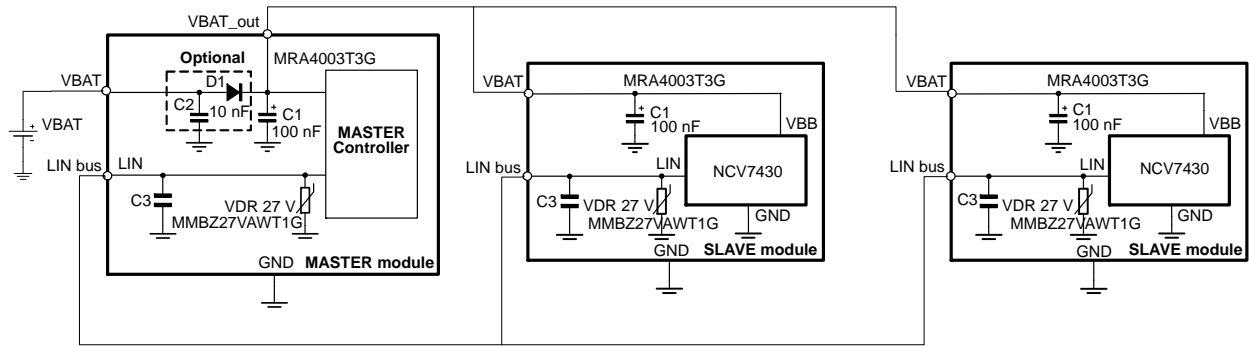 VBAT_out
Optional
MRA4003T3G
VBAT
D1
C2
10 nF
+
C1
100 nF
MASTER
Controller
+
VBAT
LIN bus
LIN
C3
VDR 27 V
MMBZ27VAWT1G
GND
MASTER module
VBAT
MRA4003T3G
+
C1
100 nF
VBB
LIN bus
LIN
NCV7430
C3
VDR 27 V
MMBZ27VAWT1G
GND
GND
SLAVE module
VBAT
MRA4003T3G
+
C1
100 nF
VBB
LIN bus
LIN
NCV7430
C3
VDR 27 V
MMBZ27VAWT1G
GND
GND
SLAVE module